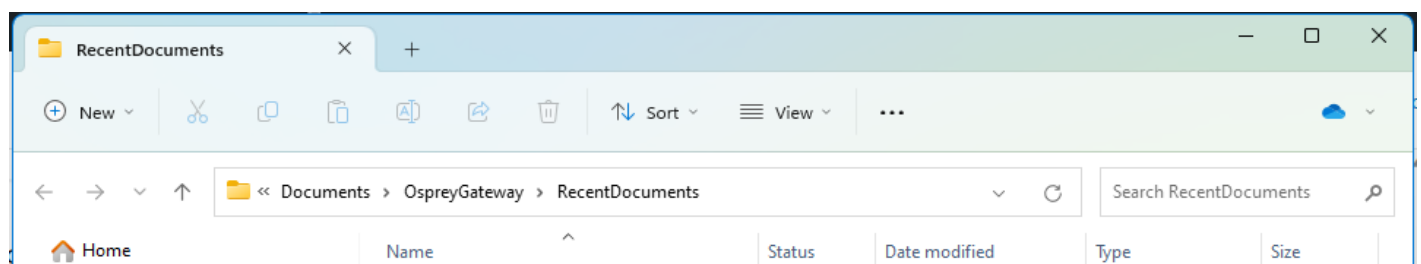 RecentDocuments
New Sort View
« Documents > OspreyGateway > RecentDocuments Search RecentDocuments
Home Name Status Date modified Type Size